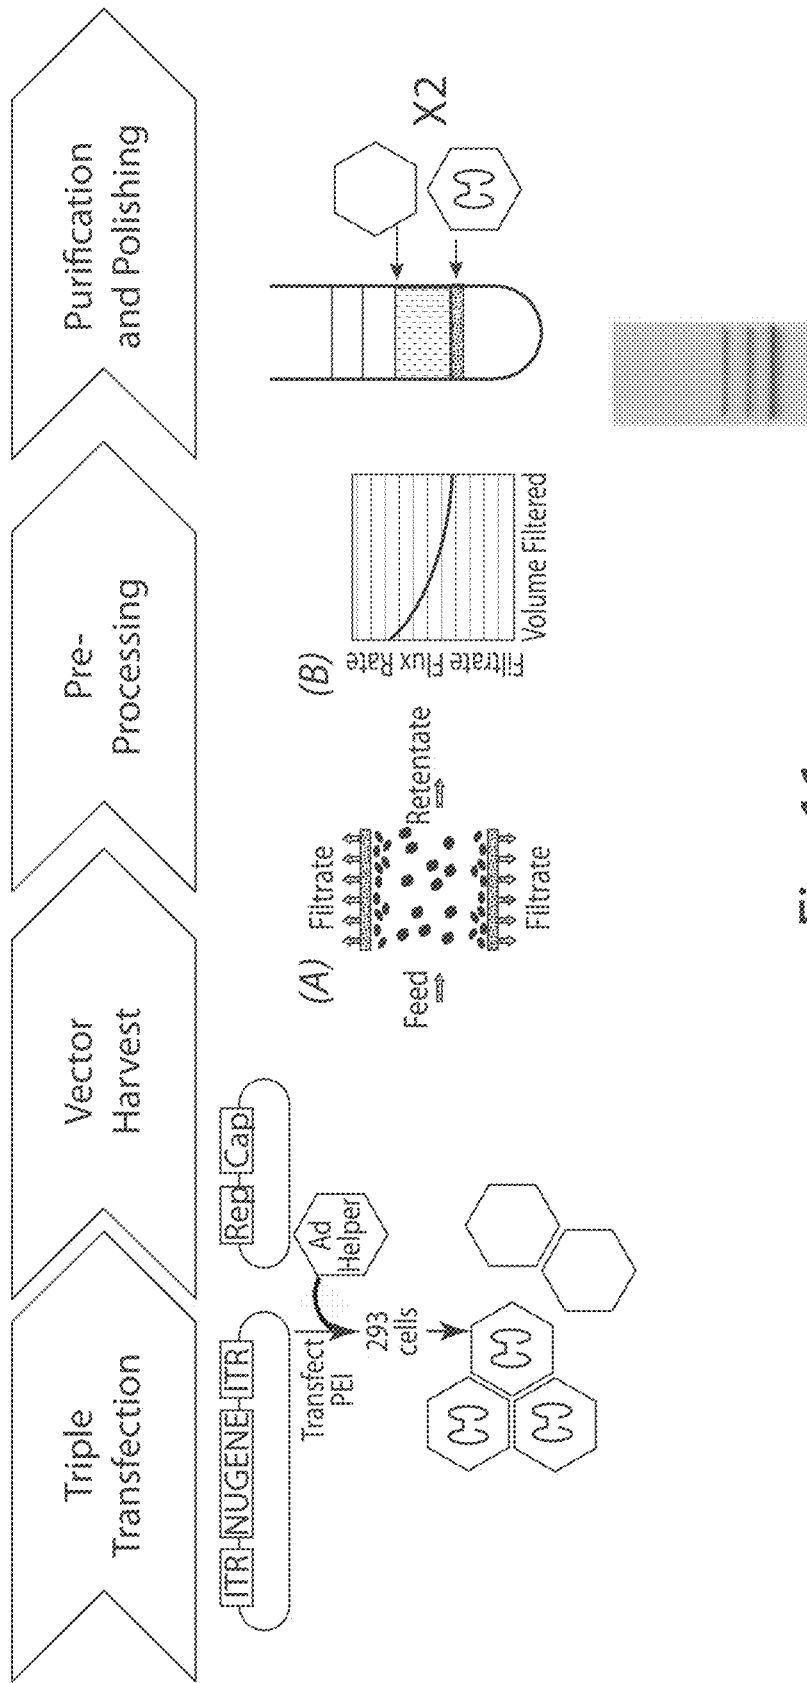 Triple
Transfection
Vector
Harvest
Pre-
Processing
Purification
and Polishing
ITR
NUGENE
ITR
Rep
Cap
Transfect
PEI
Ad
Helper
293
cells
(A)
Feed
Filtrate
Retentate
Filtrate
(B)
Filtrate Flux Rate
Volume Filtered
X2